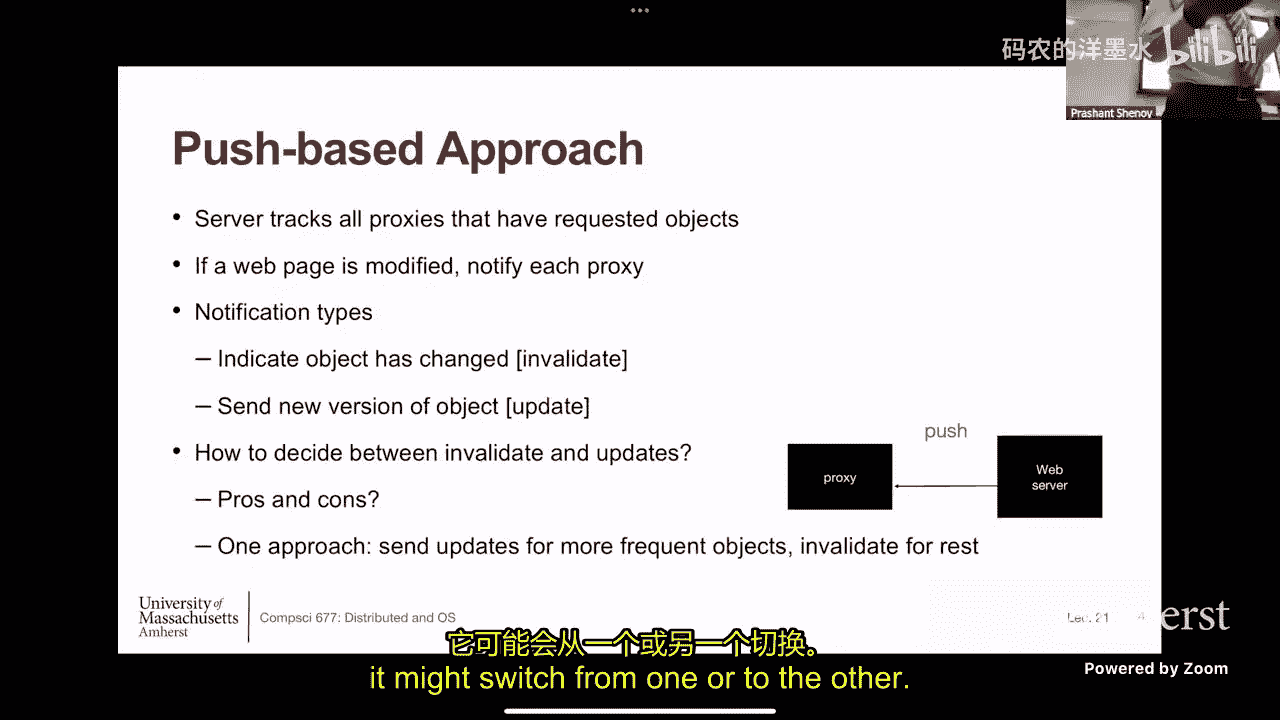 码农的洋墨水 bilibili
Prashant Shenoy
Push-based Approach
• Server tracks all proxies that have requested objects
• If a web page is modified, notify each proxy
• Notification types
– Indicate object has changed [invalidate]
– Send new version of object [update]
• How to decide between invalidate and updates?
– Pros and cons?
– One approach: send updates for more frequent objects, invalidate for rest
push
proxy
Web
server
University of
Massachusetts
Amherst
Compsci 677: Distributed and OS
Lec. 21
4
erst
它可能会从一个或另一个切换。
it might switch from one or to the other.
Powered by Zoom